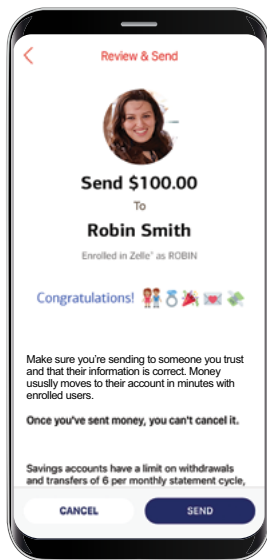 Review & Send
Send $100.00
To
Robin Smith
Enrolled in Zelle® as ROBIN
Congratulations!
Make sure you're sending to someone you trust
and that their information is correct. Money
ususlly moves to their account in minutes with
enrolled users.
Once you've sent money, you can't cancel it.
Savings accounts have a limit on withdrawals
and transfers of 6 per monthly statement cycle,
CANCEL
SEND